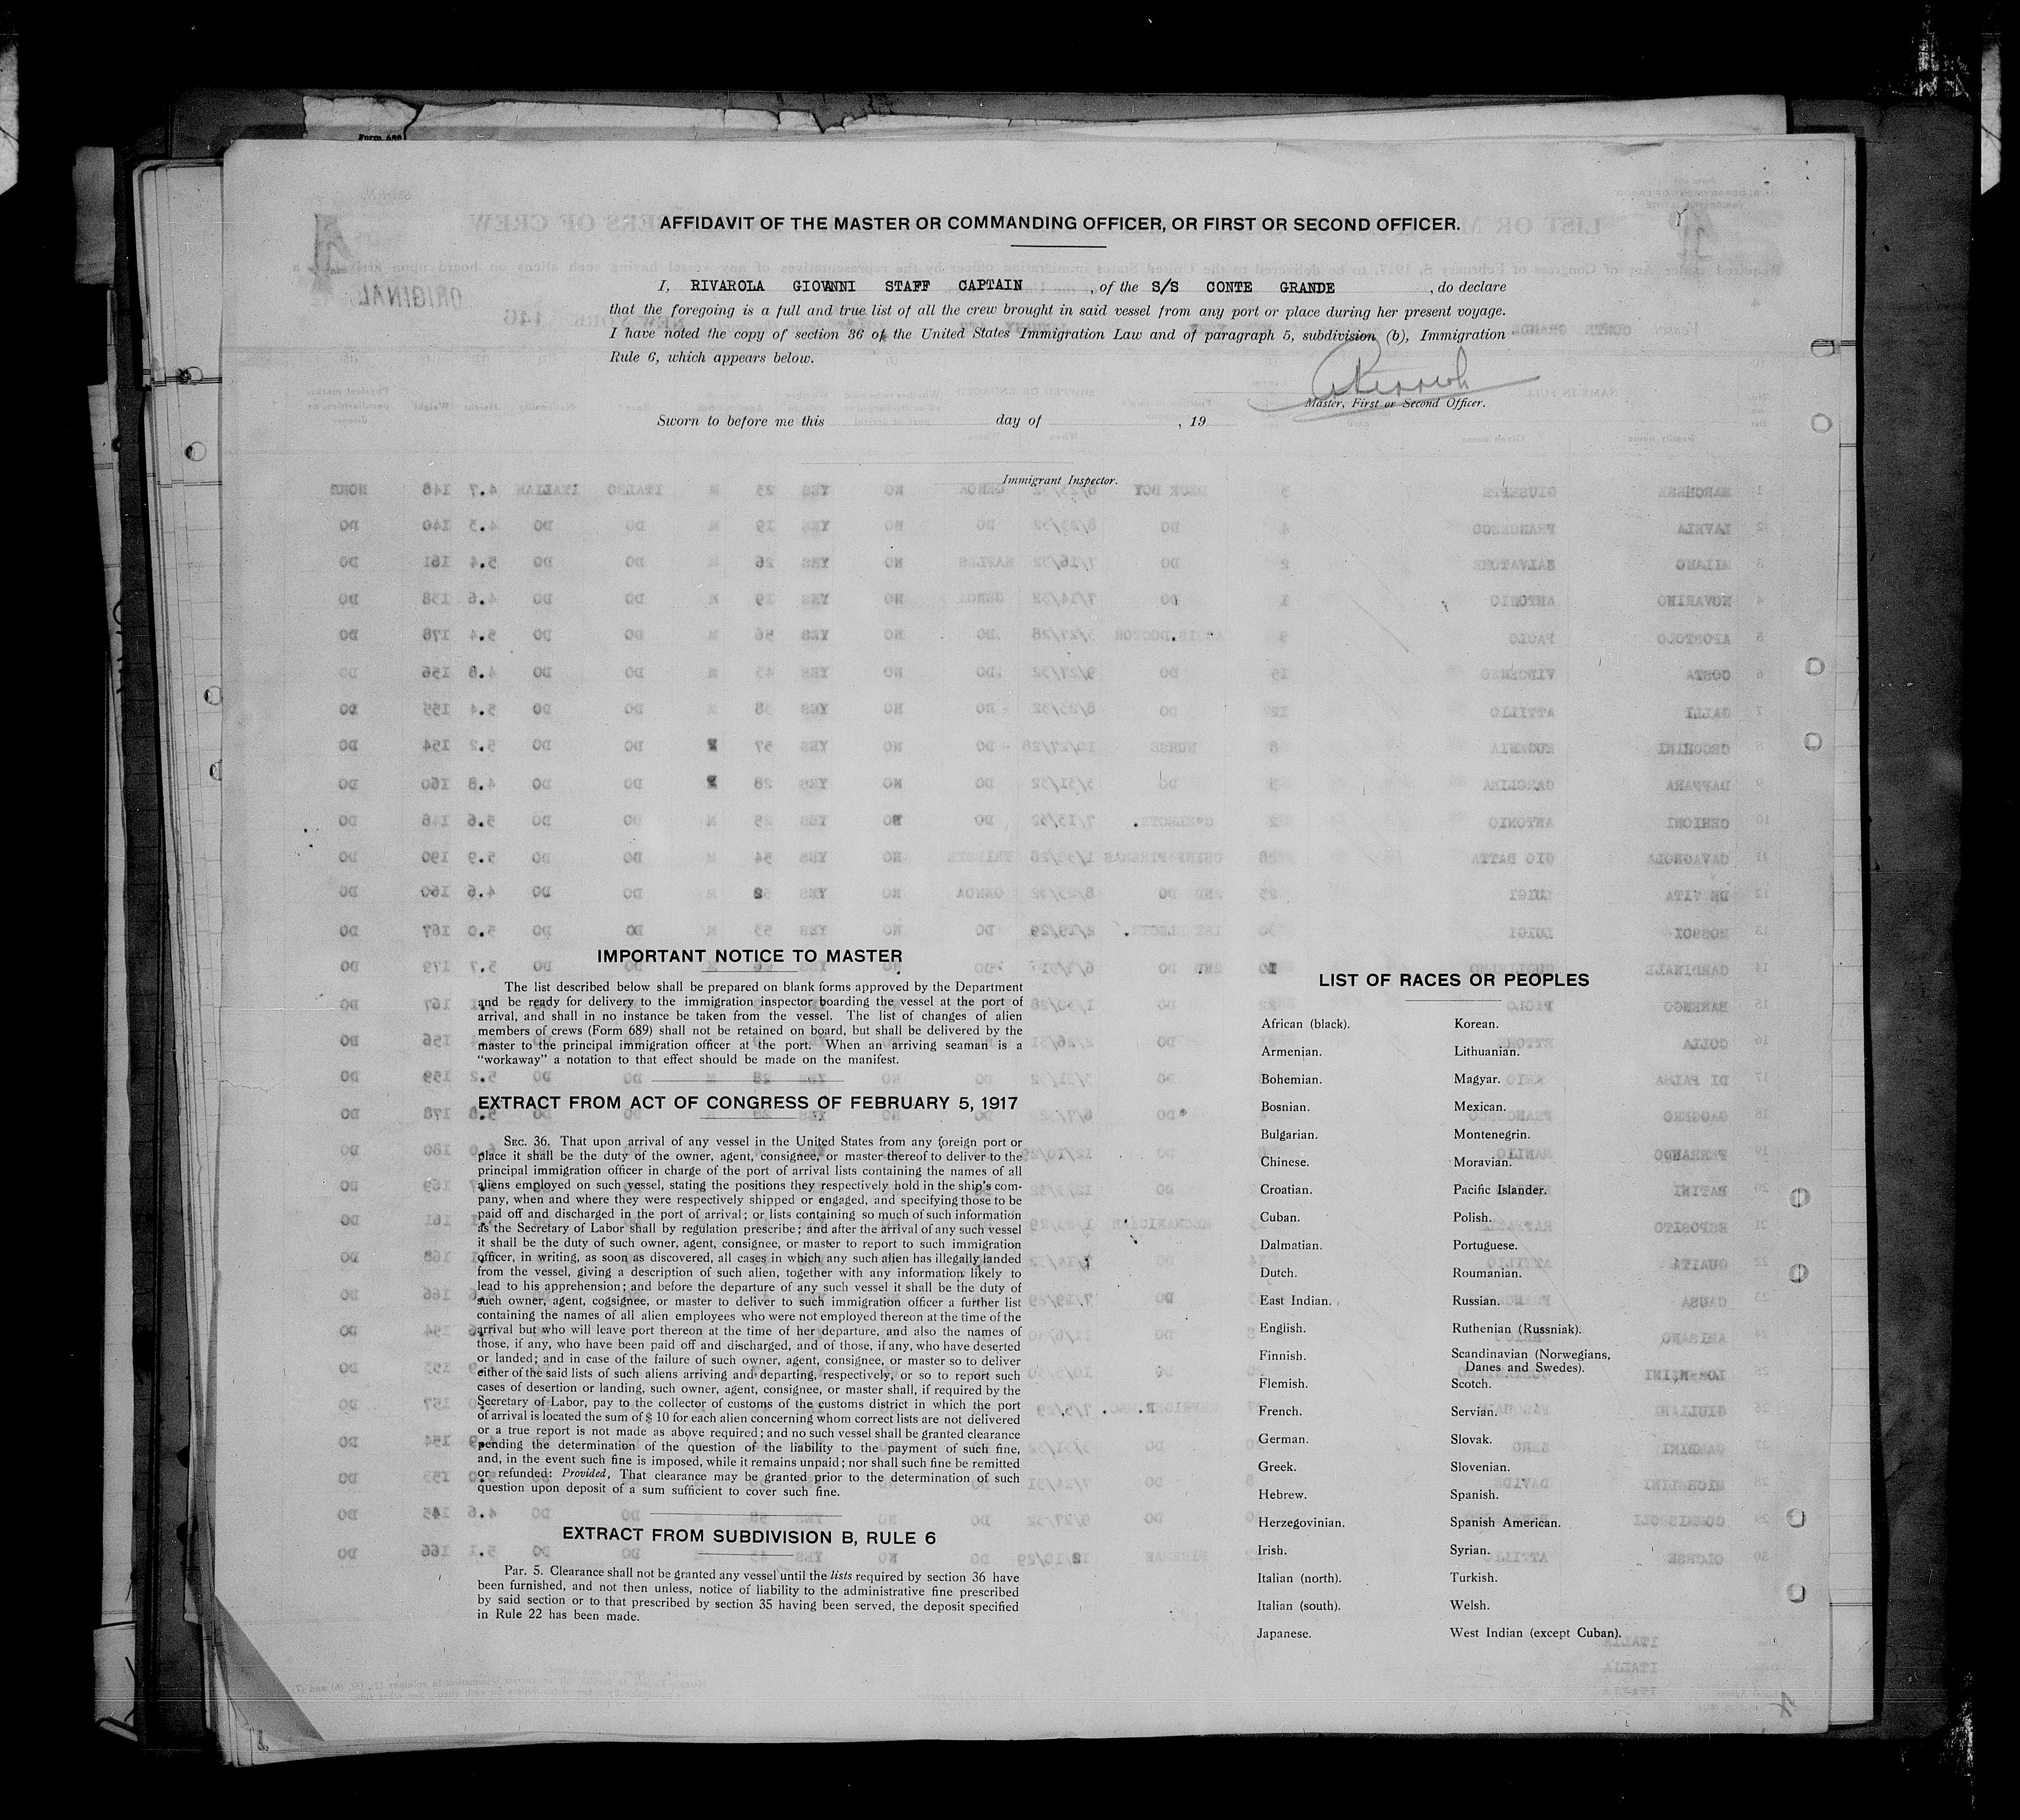 Form 689
AFFIDAVIT OF THE MASTER OR COMMANDING OFFICER, OR FIRST OR SECOND OFFICER.
I, RIVAROLA GIOVANNI STAFF CAPTAIN , of the S/S CONTE GRANDE , do declare
that the foregoing is a full and true list of all the crew brought in said vessel from any port or place during her present voyage.
I have noted the copy of section 36 of the United States Immigration Law and of paragraph 5, subdivision (b), Immigration
Rule 6, which appears below.
Master, First or Second Officer.
Sworn to before me this day of , 19
Immigrant Inspector.
IMPORTANT NOTICE TO MASTER
The list described below shall be prepared on blank forms approved by the Department
and be ready for delivery to the immigration inspector boarding the vessel at the port of
arrival, and shall in no instance be taken from the vessel. The list of changes of alien
members of crews (Form 689) shall not be retained on board, but shall be delivered by the
master to the principal immigration officer at the port. When an arriving seaman is a
"workaway" a notation to that effect should be made on the manifest.
EXTRACT FROM ACT OF CONGRESS OF FEBRUARY 5, 1917
SEC. 36. That upon arrival of any vessel in the United States from any foreign port or
place it shall be the duty of the owner, agent, consignee, or master thereof to deliver to the
principal immigration officer in charge of the port of arrival lists containing the names of all
aliens employed on such vessel, stating the positions they respectively hold in the ship's com-
pany, when and where they were respectively shipped or engaged, and specifying those to be
paid off and discharged in the port of arrival; or lists containing so much of such information
as the Secretary of Labor shall by regulation prescribe; and after the arrival of any such vessel
it shall be the duty of such owner, agent, consignee, or master to report to such immigration
officer, in writing, as soon as discovered, all cases in which any such alien has illegally landed
from the vessel, giving a description of such alien, together with any information likely to
lead to his apprehension; and before the departure of any such vessel it shall be the duty of
such owner, agent, cogsignee, or master to deliver to such immigration officer a further list
containing the names of all alien employees who were not employed thereon at the time of the
arrival but who will leave port thereon at the time of her departure, and also the names of
those, if any, who have been paid off and discharged, and of those, if any, who have deserted
or landed; and in case of the failure of such owner, agent, consignee, or master so to deliver
either of the said lists of such aliens arriving and departing, respectively, or so to report such
cases of desertion or landing, such owner, agent, consignee, or master shall, if required by the
Secretary of Labor, pay to the collector of customs of the customs district in which the port
of arrival is located the sum of $ 10 for each alien concerning whom correct lists are not delivered
or a true report is not made as above required; and no such vessel shall be granted clearance
pending the determination of the question of the liability to the payment of such fine,
and, in the event such fine is imposed, while it remains unpaid; nor shall such fine be remitted
or refunded: Provided, That clearance may be granted prior to the determination of such
question upon deposit of a sum sufficient to cover such fine.
EXTRACT FROM SUBDIVISION B, RULE 6
Par. 5. Clearance shall not be granted any vessel until the lists required by section 36 have
been furnished, and not then unless, notice of liability to the administrative fine prescribed
by said section or to that prescribed by section 35 having been served, the deposit specified
in Rule 22 has been made.
LIST OF RACES OR PEOPLES
African (black).
Armenian.
Bohemian.
Bosnian.
Bulgarian.
Chinese.
Croatian.
Cuban.
Dalmatian.
Dutch.
East Indian.
English.
Finnish.
Flemish.
French.
German.
Greek.
Hebrew.
Herzegovinian.
Irish.
Italian (north).
Italian (south).
Japanese.
Korean.
Lithuanian.
Magyar.
Mexican.
Montenegrin.
Moravian.
Pacific Islander.
Polish.
Portuguese.
Roumanian.
Russian.
Ruthenian (Russniak).
Scandinavian (Norwegians,
Danes and Swedes).
Scotch.
Servian.
Slovak.
Slovenian.
Spanish.
Spanish American.
Syrian.
Turkish.
Welsh.
West Indian (except Cuban).